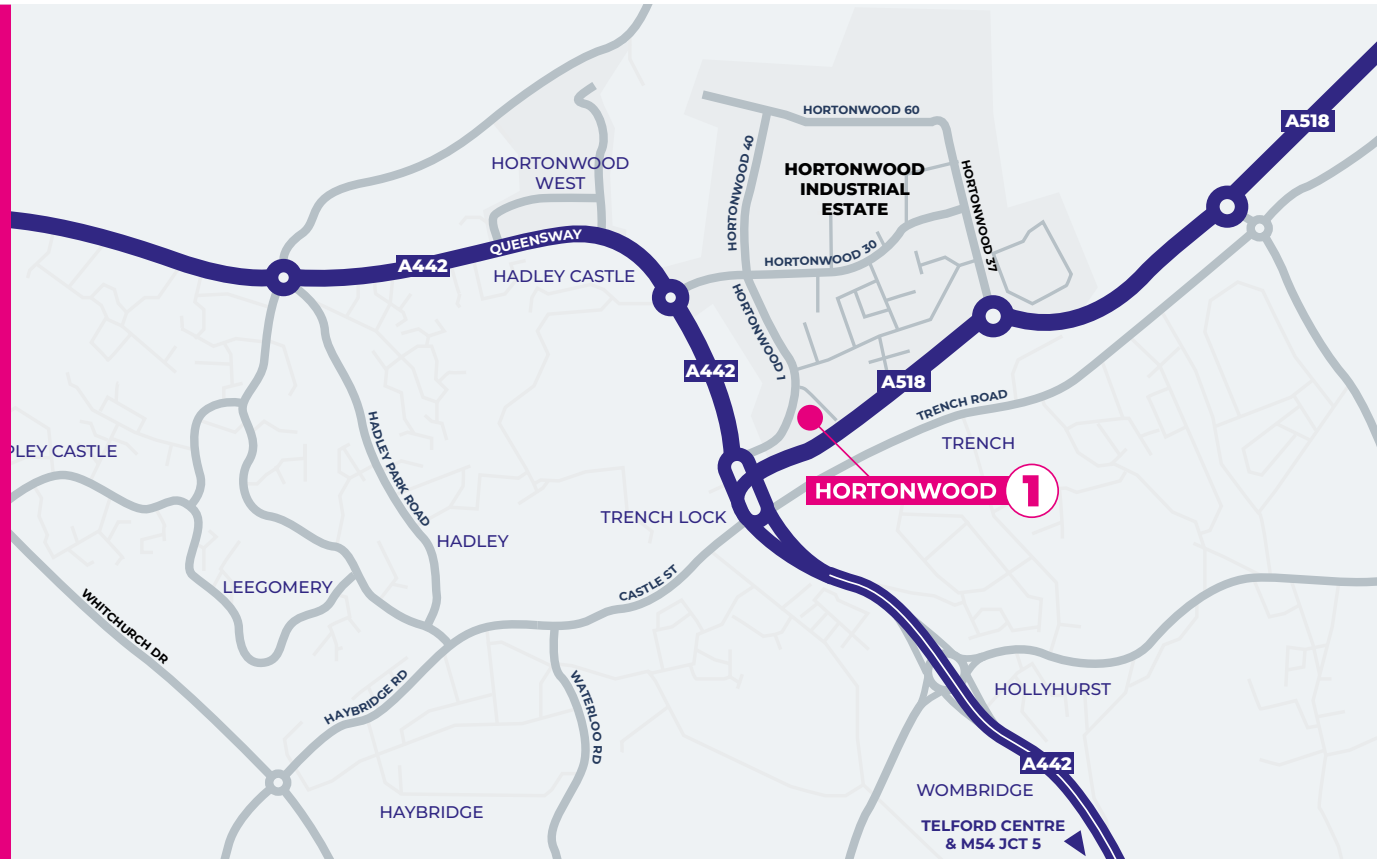 HORTONWOOD 60
A518
HORTONWOOD 40
HORTONWOOD
WEST
HORTONWOOD
INDUSTRIAL
ESTATE
HORTONWOOD 37
QUEENSWAY
A442
HADLEY CASTLE
HORTONWOOD 30
HORTONWOOD 1
A442
A518
TRENCH ROAD
HADLEY PARK ROAD
PLEY CASTLE
TRENCH
HORTONWOOD 1
TRENCH LOCK
HADLEY
LEEGOMERY
CASTLE ST
WHITCHURCH DR
HAYBRIDGE RD
WATERLOO RD
HOLLYHURST
A442
WOMBRIDGE
HAYBRIDGE
TELFORD CENTRE
& M54 JCT 5